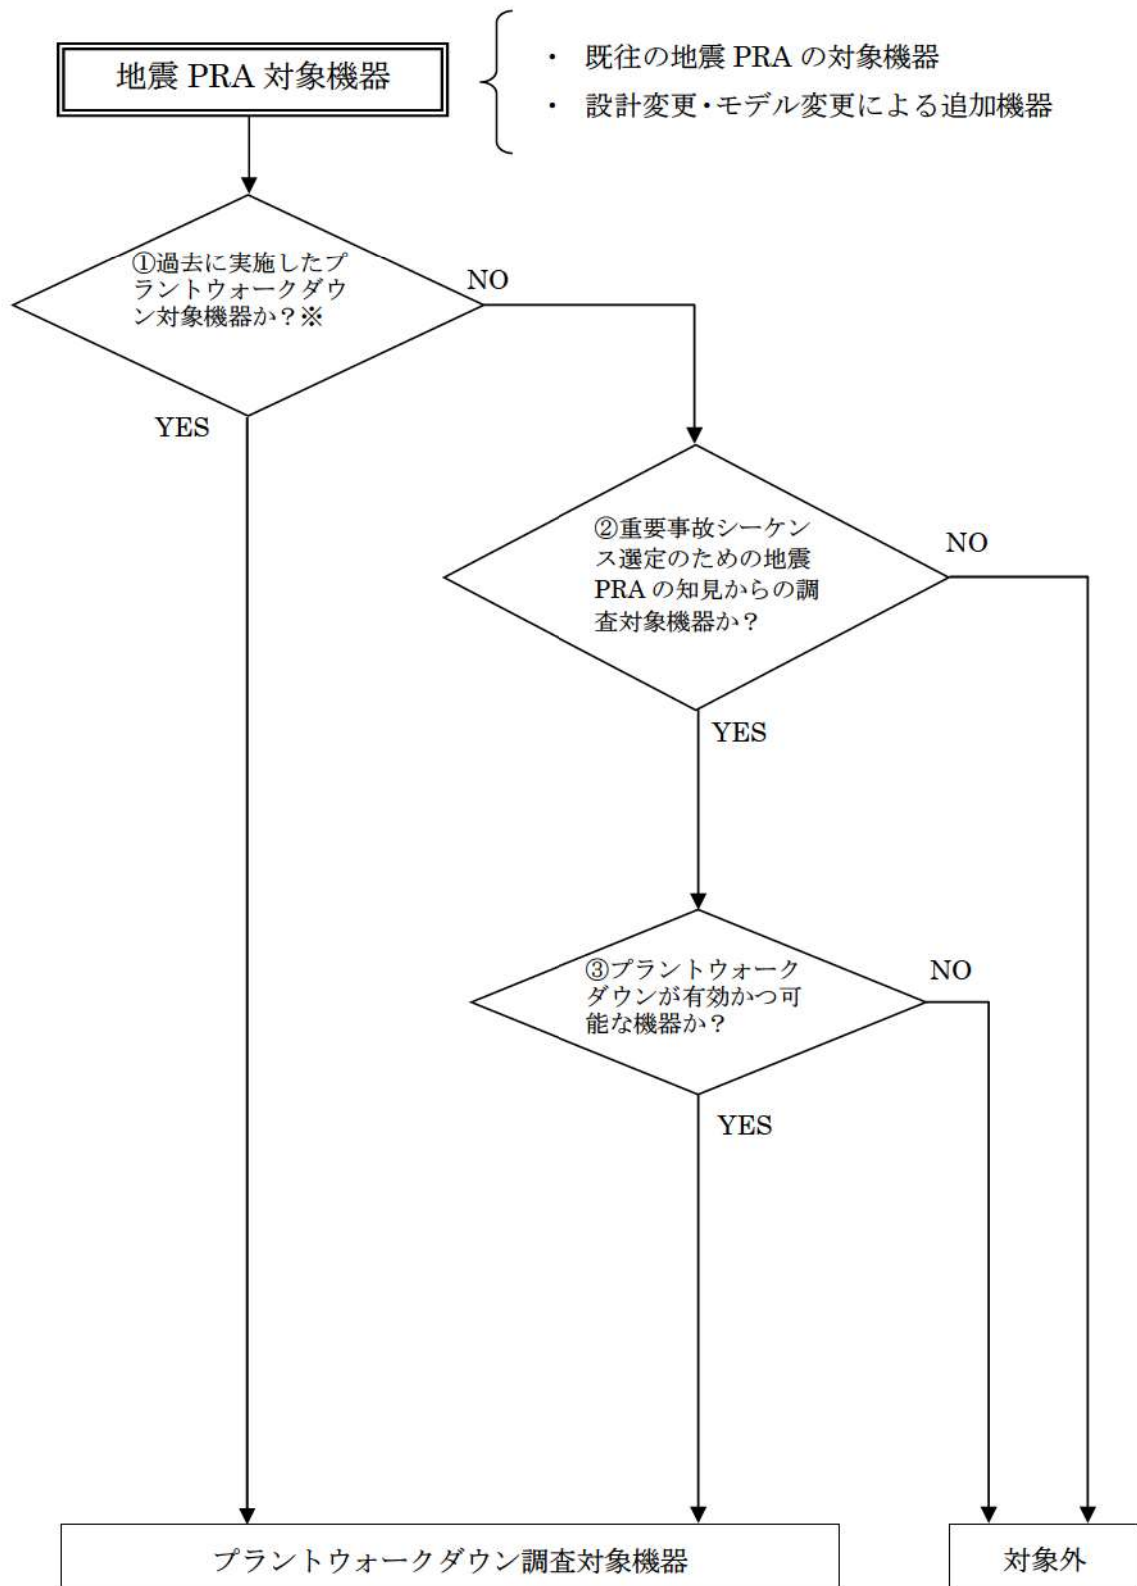 地震 PRA 対象機器
・ 既往の地震 PRA の対象機器
・ 設計変更・モデル変更による追加機器
①過去に実施したプ
ラントウォークダウ
ン対象機器か？※
NO
YES
②重要事故シーケン
ス選定のための地震
PRA の知見からの調
査対象機器か？
NO
YES
③プラントウォーク
ダウンが有効かつ可
能な機器か？
NO
YES
プラントウォークダウン調査対象機器
対象外